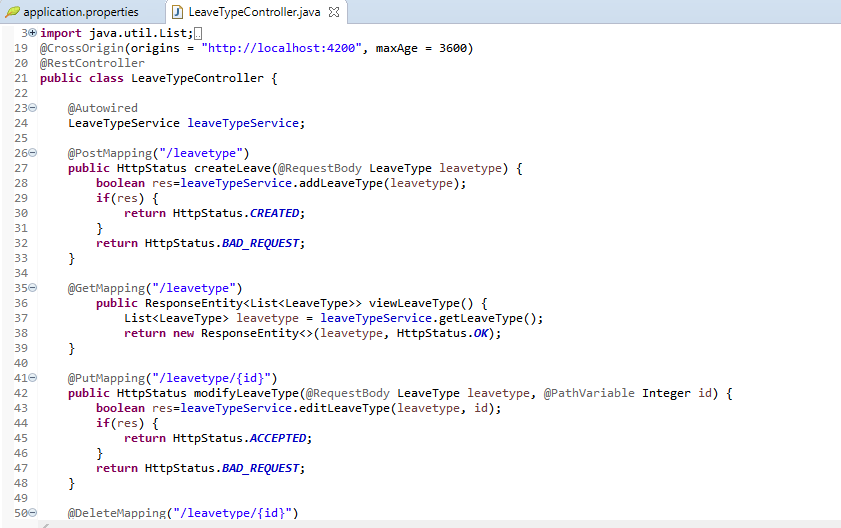 application.properties LeaveTypeController.java
3 import java.util.List;
19 @CrossOrigin(origins = "http://localhost:4200", maxAge = 3600)
20 @RestController
21 public class LeaveTypeController {
22
23 @Autowired
24 LeaveTypeService leaveTypeService;
25
26 @PostMapping("/leavetype")
27 public HttpStatus createLeave(@RequestBody LeaveType leavetype) {
28 boolean res=leaveTypeService.addLeaveType(leavetype);
29 if(res) {
30 return HttpStatus.CREATED;
31 }
32 return HttpStatus.BAD_REQUEST;
33 }
34
35 @GetMapping("/leavetype")
36 public ResponseEntity<List<LeaveType>> viewLeaveType() {
37 List<LeaveType> leavetype = leaveTypeService.getLeaveType();
38 return new ResponseEntity<>(leavetype, HttpStatus.OK);
39 }
40
41 @PutMapping("/leavetype/{id}")
42 public HttpStatus modifyLeaveType(@RequestBody LeaveType leavetype, @PathVariable Integer id) {
43 boolean res=leaveTypeService.editLeaveType(leavetype, id);
44 if(res) {
45 return HttpStatus.ACCEPTED;
46 }
47 return HttpStatus.BAD_REQUEST;
48 }
49
50 @DeleteMapping("/leavetype/{id}")